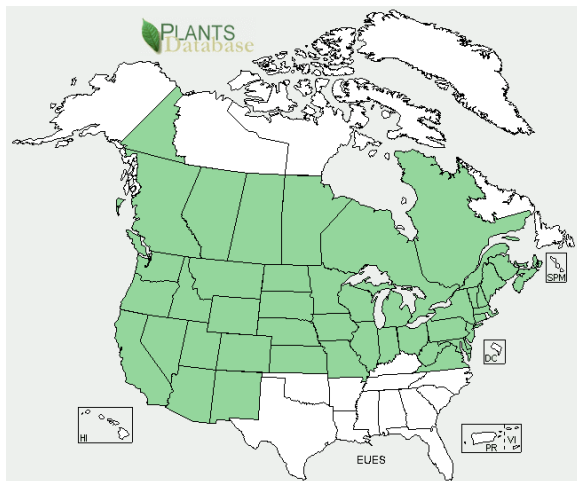 PLANTS
Database
SPM
DC
HI
PR
VI
EUES